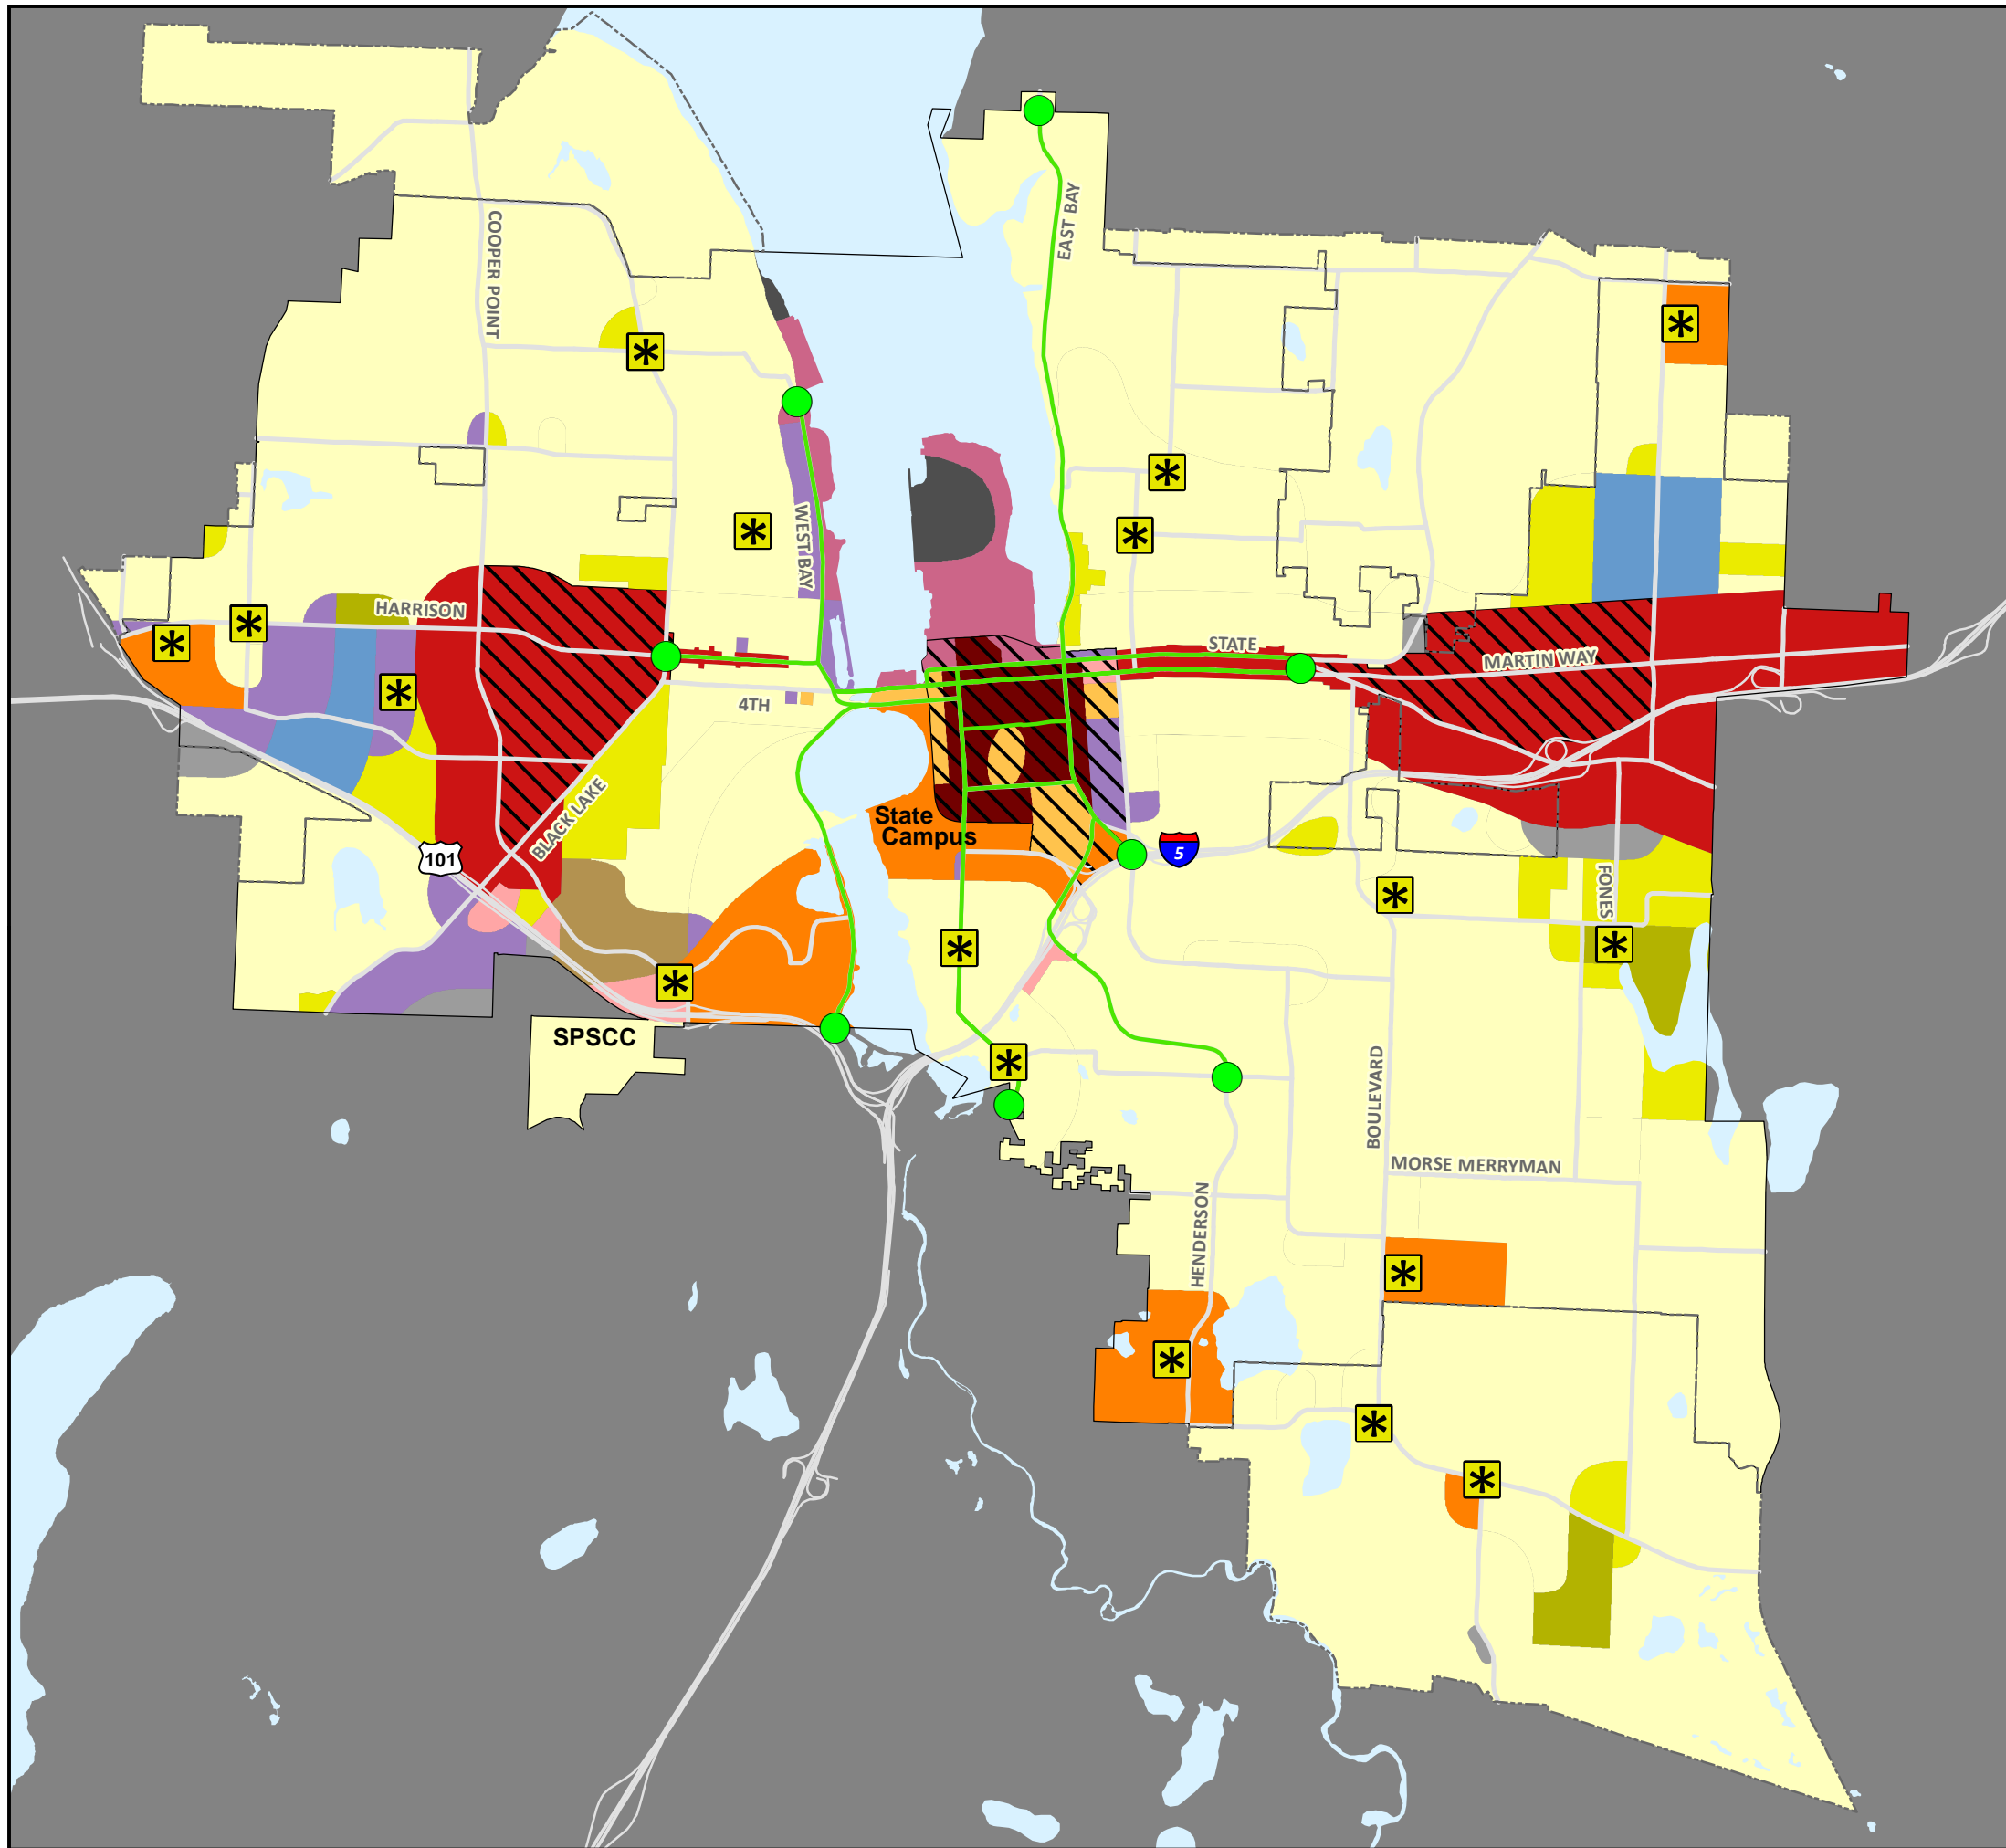 COOPER POINT
EAST BAY
WEST BAY
HARRISON
STATE
MARTIN WAY
4TH
BLACK LAKE
State
Campus
101
5
FONES
SPSCC
BOULEVARD
MORSE MERRYMAN
HENDERSON